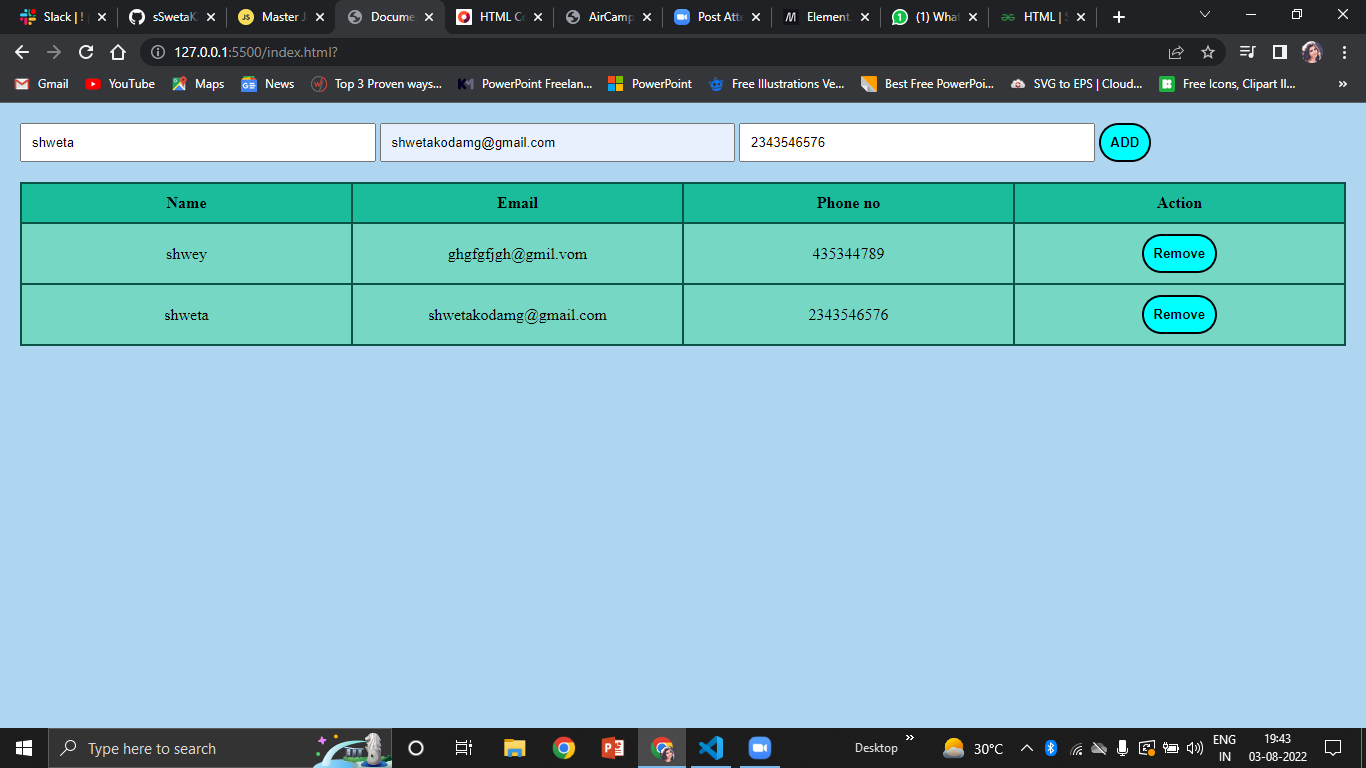 Slack | !
sSwetaK
Master J
Docume
HTML Co
AirCamp
Post Atte
Element.
(1) What
HTML |
127.0.0.1:5500/index.html?
Gmail YouTube Maps News Top 3 Proven ways... PowerPoint Freelan... PowerPoint Free Illustrations Ve... Best Free PowerPoi... SVG to EPS | Cloud... Free Icons, Clipart Il... »
shweta shwetakodamg@gmail.com 2343546576 ADD
Name Email Phone no Action
shwey ghgfgfjgh@gmil.vom 435344789 Remove
shweta shwetakodamg@gmail.com 2343546576 Remove
Type here to search
Desktop »
30°C
ENG
IN
19:43
03-08-2022